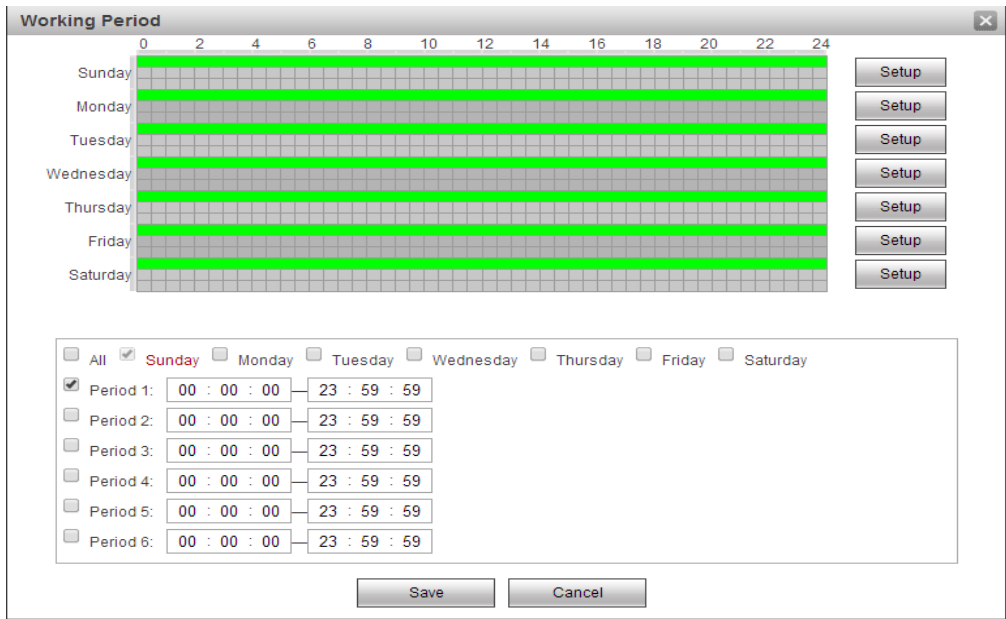 Working Period
0 2 4 6 8 10 12 14 16 18 20 22 24
Sunday Setup
Monday Setup
Tuesday Setup
Wednesday Setup
Thursday Setup
Friday Setup
Saturday Setup
All Sunday Monday Tuesday Wednesday Thursday Friday Saturday
Period 1: 00 : 00 : 00 — 23 : 59 : 59
Period 2: 00 : 00 : 00 — 23 : 59 : 59
Period 3: 00 : 00 : 00 — 23 : 59 : 59
Period 4: 00 : 00 : 00 — 23 : 59 : 59
Period 5: 00 : 00 : 00 — 23 : 59 : 59
Period 6: 00 : 00 : 00 — 23 : 59 : 59
Save Cancel